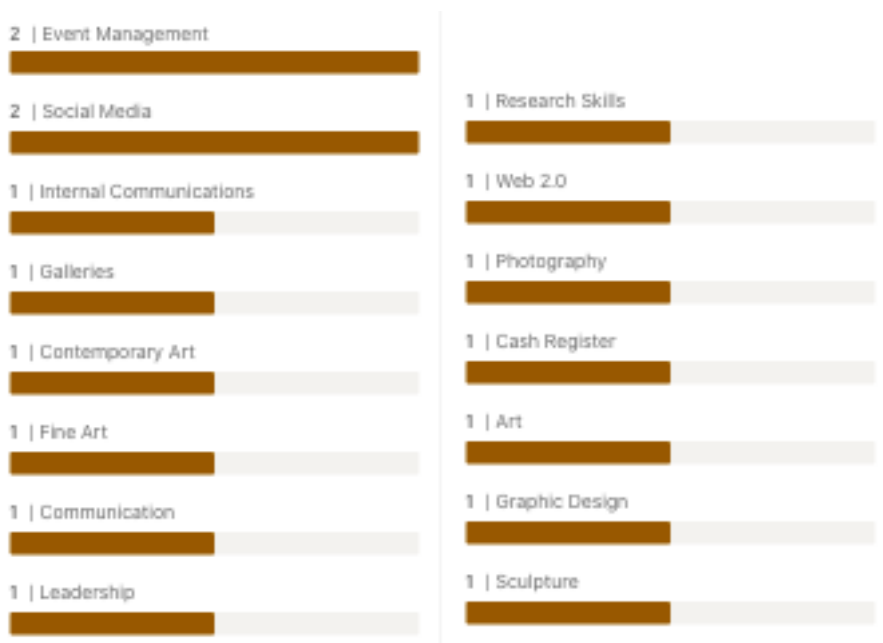 2 | Event Management
2 | Social Media
1 | Internal Communications
1 | Galleries
1 | Contemporary Art
1 | Fine Art
1 | Communication
1 | Leadership
1 | Research Skills
1 | Web 2.0
1 | Photography
1 | Cash Register
1 | Art
1 | Graphic Design
1 | Sculpture